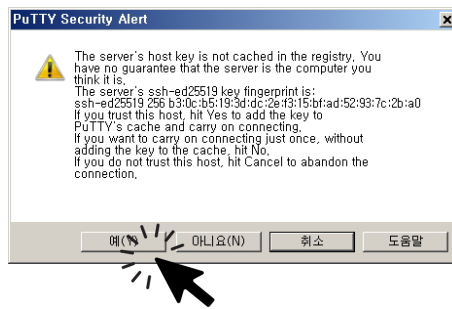 PuTTY Security Alert
The server's host key is not cached in the registry, You
have no guarantee that the server is the computer you
think it is,
The server's ssh-ed25519 key fingerprint is:
ssh-ed25519 256 b3:0c:b5:19:3d:dc:2e:f3:15:bf:ad:52:93:7c:2b:a0
If you trust this host, hit Yes to add the key to
PuTTY's cache and carry on connecting,
If you want to carry on connecting just once, without
adding the key to the cache, hit No,
If you do not trust this host, hit Cancel to abandon the
connection,
예(Y) 아니요(N) 취소 도움말